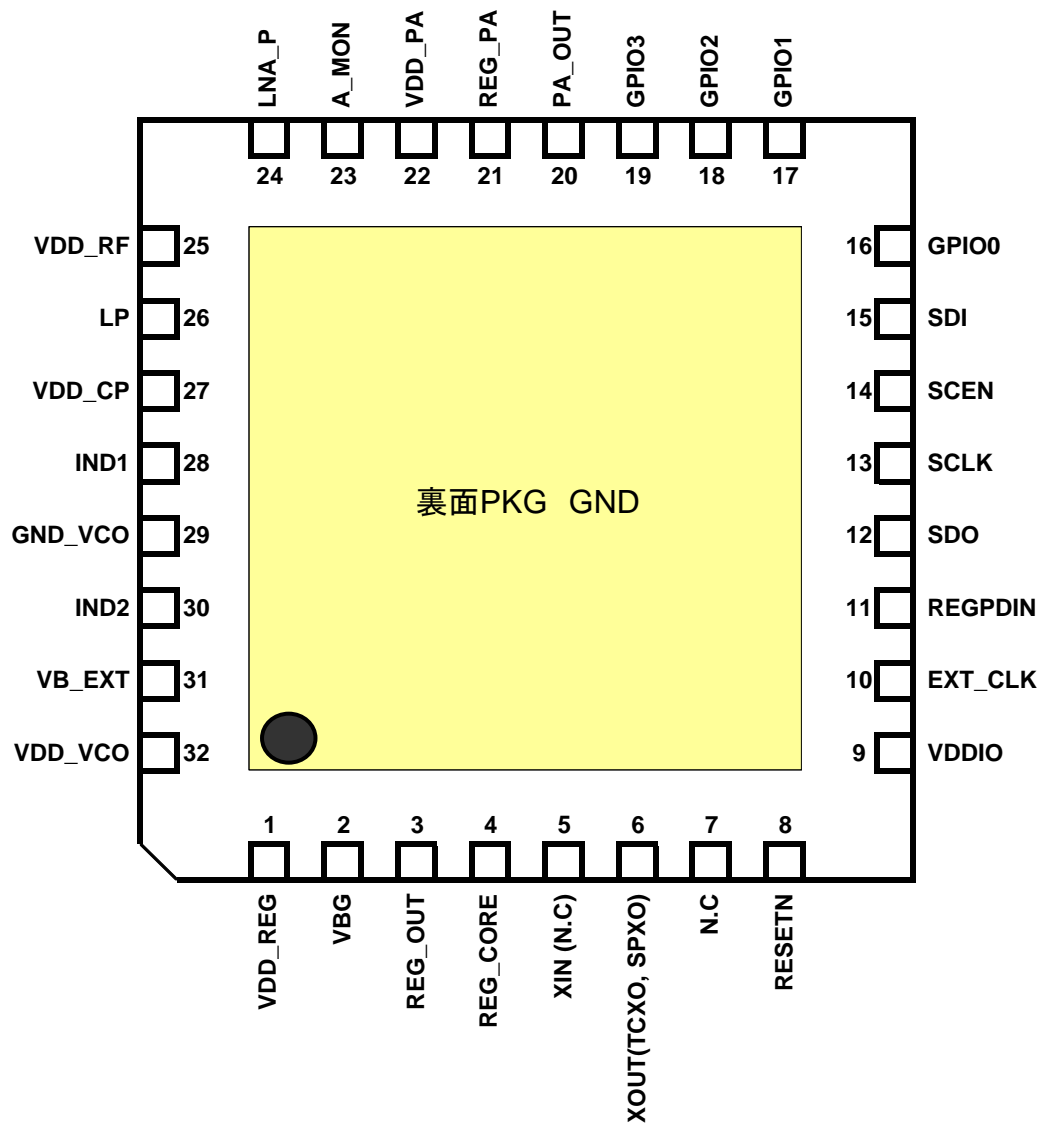 LNA_P
A_MON
VDD_PA
REG_PA
PA_OUT
GPIO3
GPIO2
GPIO1
24 23 22 21 20 19 18 17
VDD_RF 25 16 GPIO0
LP 26 15 SDI
VDD_CP 27 14 SCEN
IND1 28 13 SCLK
裏面PKG GND
GND_VCO 29 12 SDO
IND2 30 11 REGPDIN
VB_EXT 31 10 EXT_CLK
VDD_VCO 32 9 VDDIO
1 2 3 4 5 6 7 8
VDD_REG
VBG
REG_OUT
REG_CORE
XIN (N.C)
XOUT(TCXO, SPXO)
N.C
RESETN